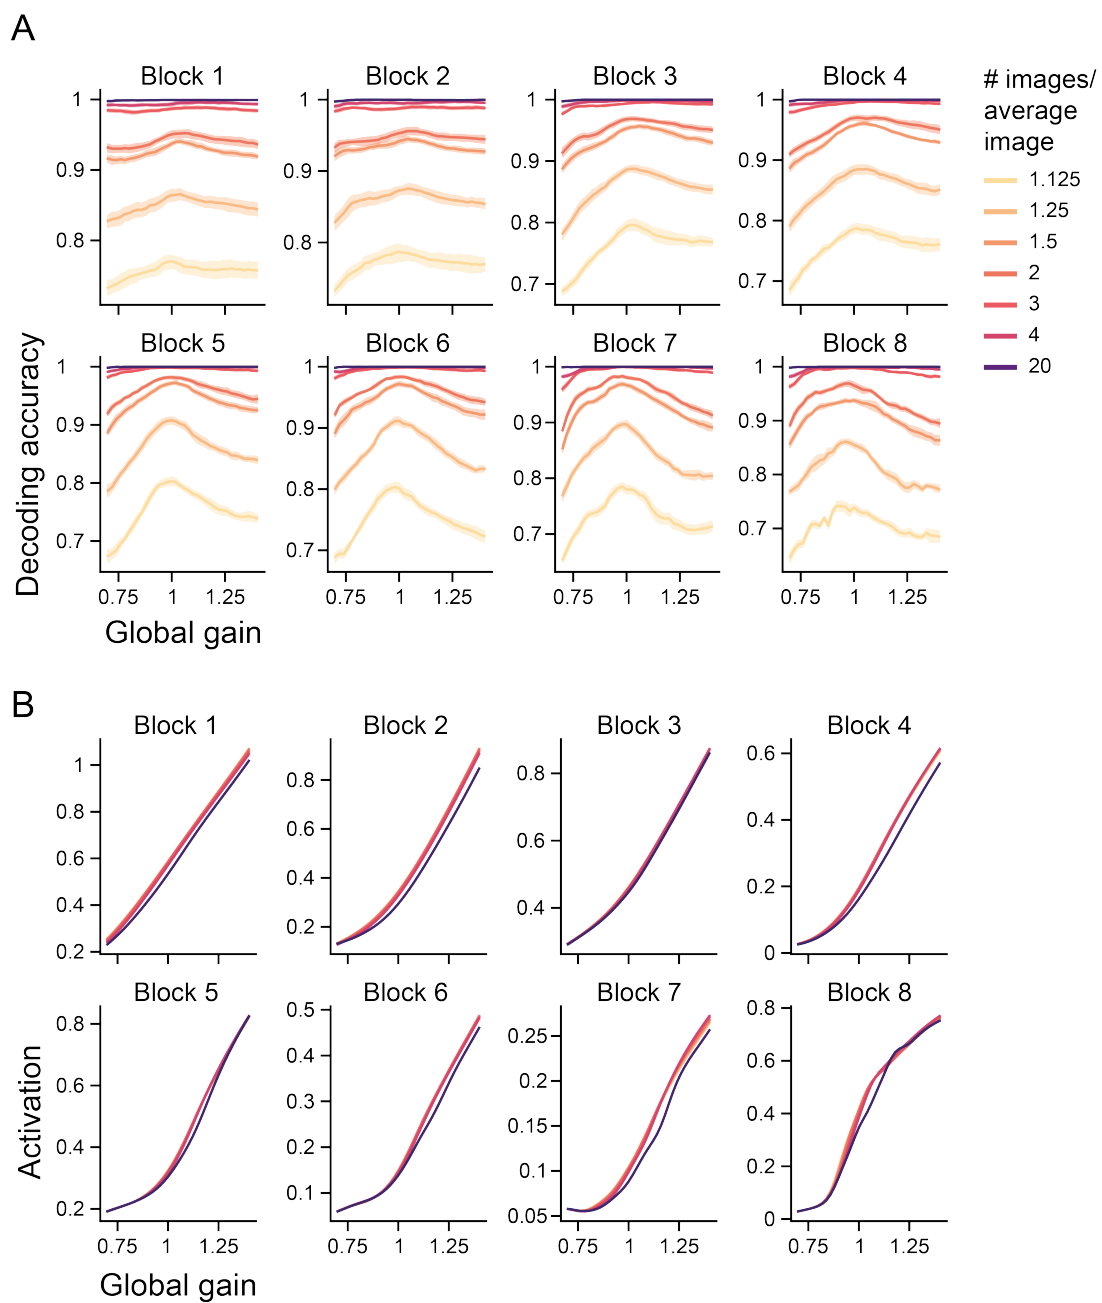 A
Block 1
Block 2
Block 3
Block 4
# images/
average
image
1.125
1.25
1.5
2
3
4
20
1
0.9
0.8
1
0.9
0.8
1
0.9
0.8
0.7
1
0.9
0.8
0.7
Decoding accuracy
Block 5
Block 6
Block 7
Block 8
1
0.9
0.8
0.7
1
0.9
0.8
0.7
1
0.9
0.8
0.7
1
0.9
0.8
0.7
0.75 1 1.25
0.75 1 1.25
0.75 1 1.25
0.75 1 1.25
Global gain
B
Block 1
Block 2
Block 3
Block 4
1
0.8
0.6
0.4
0.2
0.8
0.6
0.4
0.2
0.8
0.6
0.4
0.6
0.4
0.2
0
Activation
Block 5
Block 6
Block 7
Block 8
0.8
0.6
0.4
0.2
0.5
0.4
0.3
0.2
0.1
0.25
0.2
0.15
0.1
0.05
0.8
0.6
0.4
0.2
0
0.75 1 1.25
0.75 1 1.25
0.75 1 1.25
0.75 1 1.25
Global gain